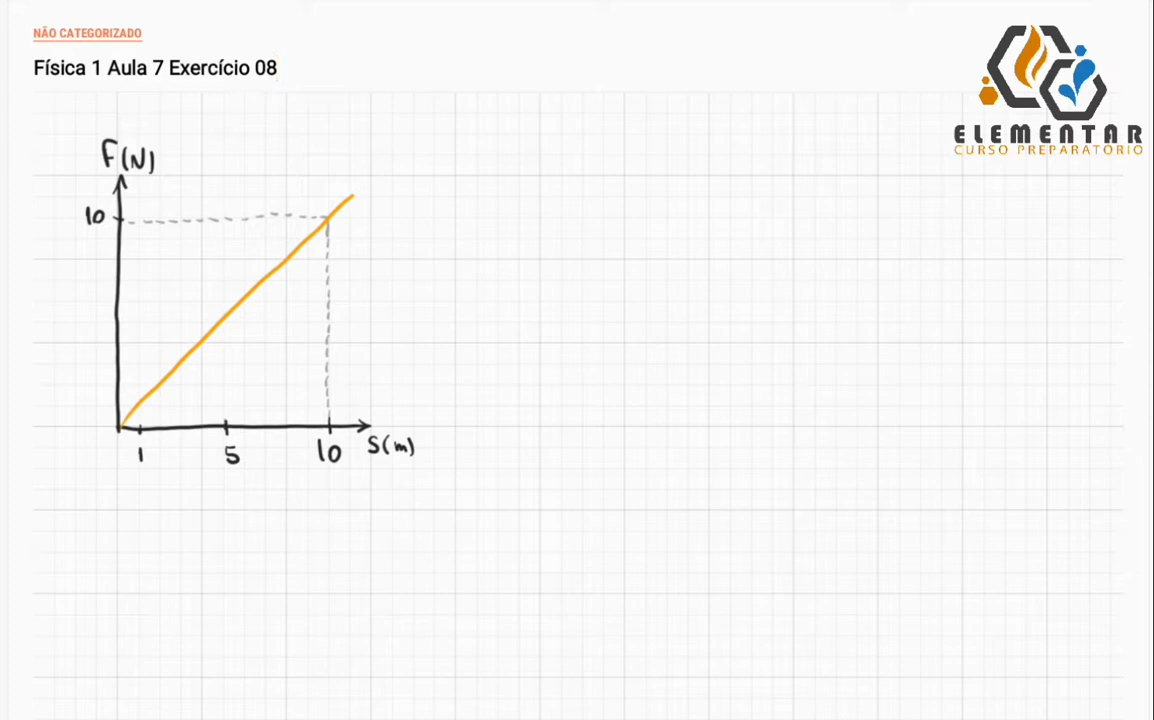 NÃO CATEGORIZADO
Física 1 Aula 7 Exercício 08
ELEMENTAR
CURSO PREPARATÓRIO
F(N)
10
1 5 10 S(m)